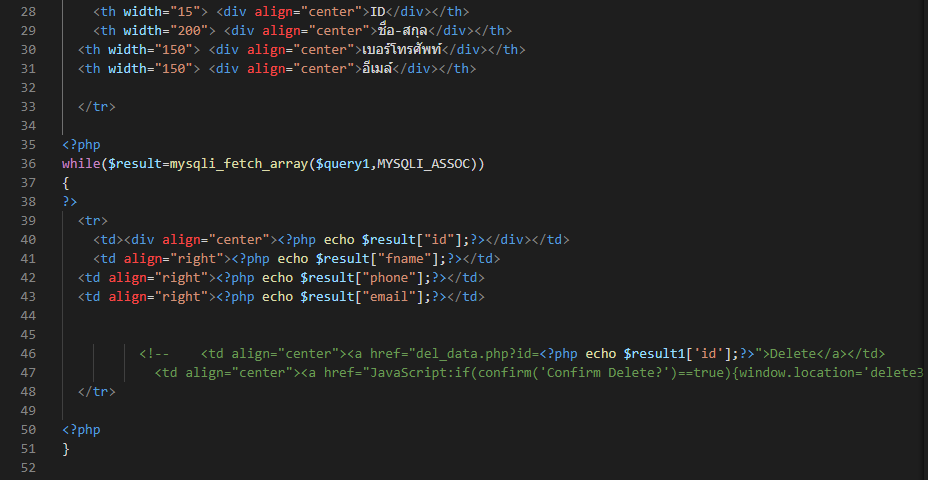 28 <th width="15"> <div align="center">ID</div></th>
29 <th width="200"> <div align="center">ชื่อ-สกุล</div></th>
30 <th width="150"> <div align="center">เบอร์โทรศัพท์</div></th>
31 <th width="150"> <div align="center">อีเมล์</div></th>
32
33 </tr>
34
35 <?php
36 while($result=mysqli_fetch_array($query1,MYSQLI_ASSOC))
37 {
38 ?>
39 <tr>
40 <td><div align="center"><?php echo $result["id"];?></div></td>
41 <td align="right"><?php echo $result["fname"];?></td>
42 <td align="right"><?php echo $result["phone"];?></td>
43 <td align="right"><?php echo $result["email"];?></td>
44
45
46 <!-- <td align="center"><a href="del_data.php?id=<?php echo $result1['id'];?>">Delete</a></td>
47 <td align="center"><a href="JavaScript:if(confirm('Confirm Delete?')==true){window.location='delete3
48 </tr>
49
50 <?php
51 }
52